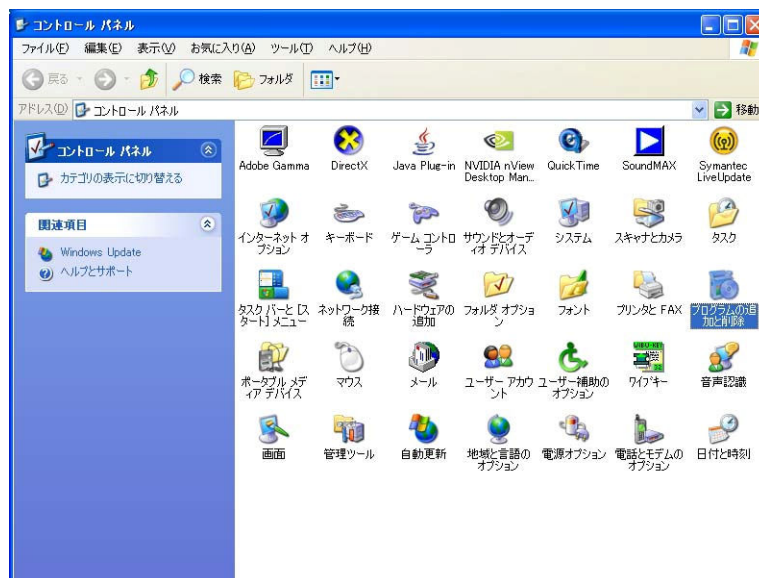 コントロール パネル
ファイル(F) 編集(E) 表示(V) お気に入り(A) ツール(T) ヘルプ(H)
戻る 検索 フォルダ
アドレス(D) コントロール パネル 移動
コントロール パネル
カテゴリの表示に切り替える
関連項目
Windows Update
ヘルプとサポート
Adobe Gamma
DirectX
Java Plug-in
NVIDIA nView
Desktop Man...
QuickTime
SoundMAX
Symantec
LiveUpdate
インターネット オ
プション
キーボード
ゲーム コントロ
ーラ
サウンドとオーデ
ィオ デバイス
システム
スキャナとカメラ
タスク
タスク バーと [ス
タート] メニュー
ネットワーク接
続
ハードウェアの
追加
フォルダ オプショ
ン
フォント
プリンタと FAX
プログラムの追
加と削除
ポータブル メデ
ィア デバイス
マウス
メール
ユーザー アカウ
ント
ユーザー補助の
オプション
ワイプキー
音声認識
画面
管理ツール
自動更新
地域と言語の
オプション
電源オプション
電話とモデムの
オプション
日付と時刻